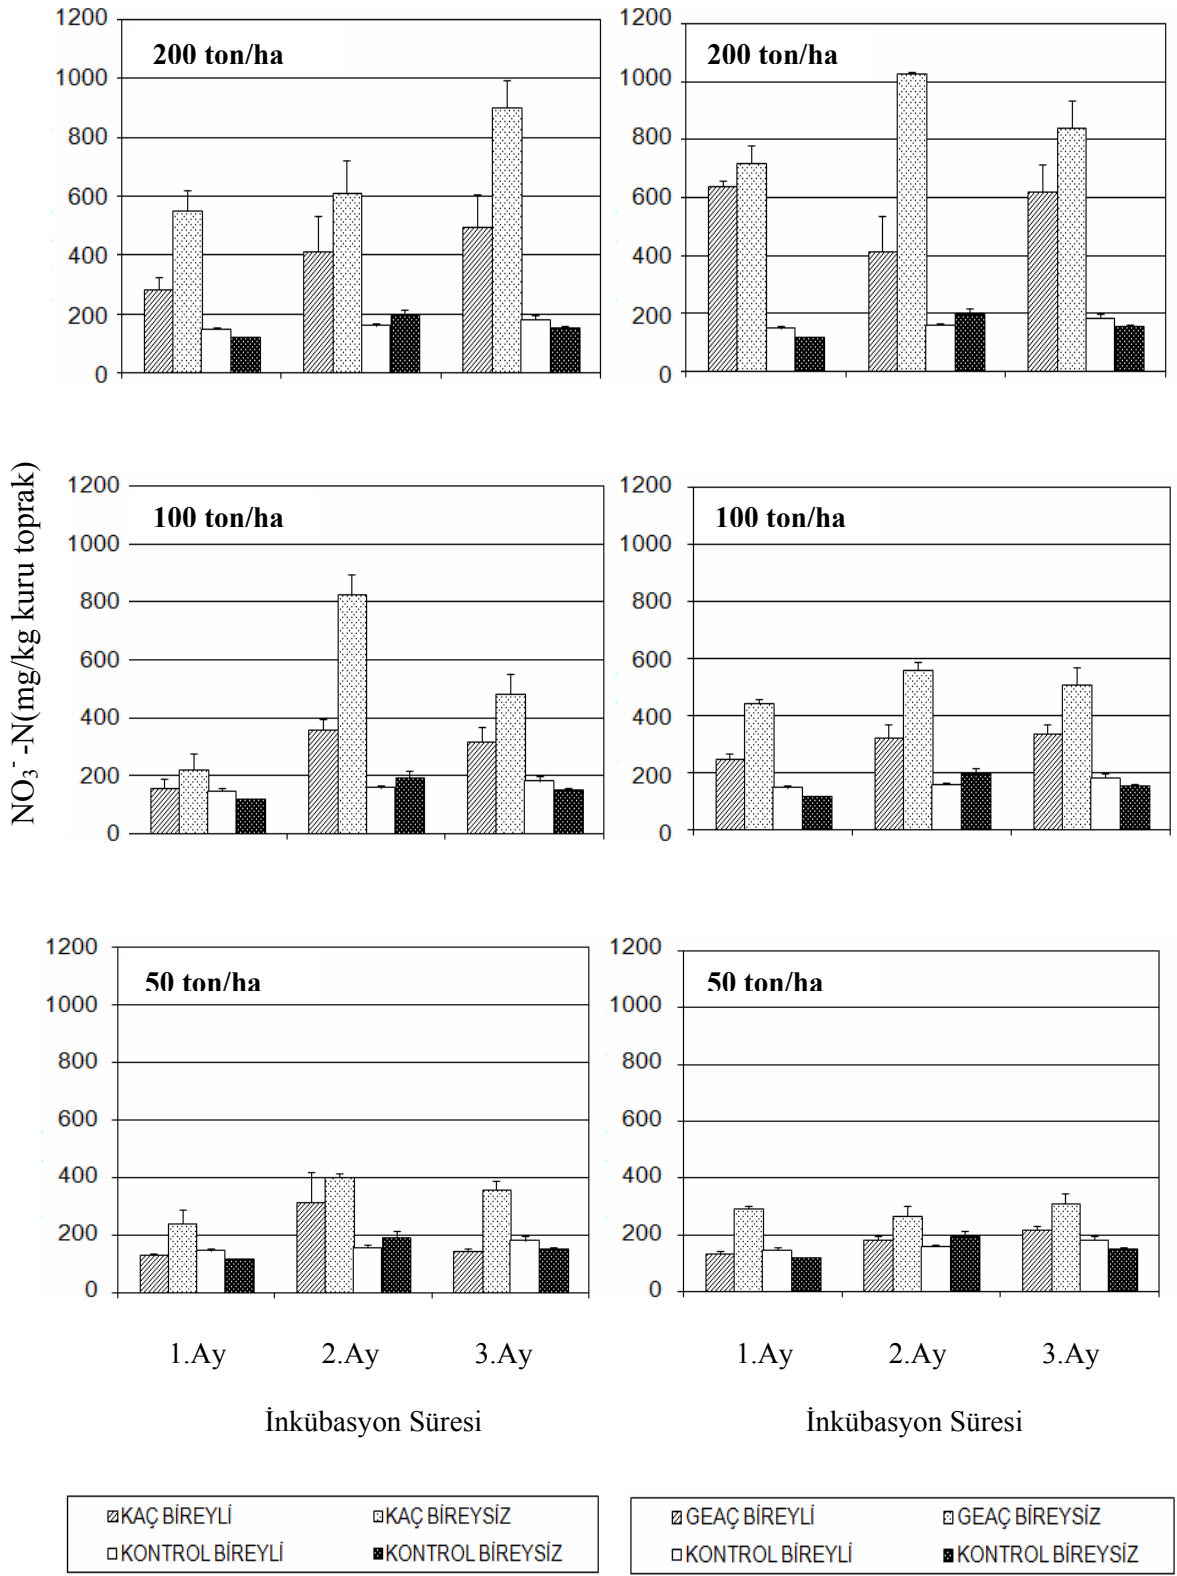 1200
1000
800
600
400
200
0
200 ton/ha
1200
1000
800
600
400
200
0
200 ton/ha
NO₃⁻ -N(mg/kg kuru toprak)
1200
1000
800
600
400
200
0
100 ton/ha
1200
1000
800
600
400
200
0
100 ton/ha
1200
1000
800
600
400
200
0
50 ton/ha
1200
1000
800
600
400
200
0
50 ton/ha
1.Ay 2.Ay 3.Ay
1.Ay 2.Ay 3.Ay
İnkübasyon Süresi
İnkübasyon Süresi
KAÇ BİREYLİ KAÇ BİREYSİZ
KONTROL BİREYLİ KONTROL BİREYSİZ
GEAÇ BİREYLİ GEAÇ BİREYSİZ
KONTROL BİREYLİ KONTROL BİREYSİZ